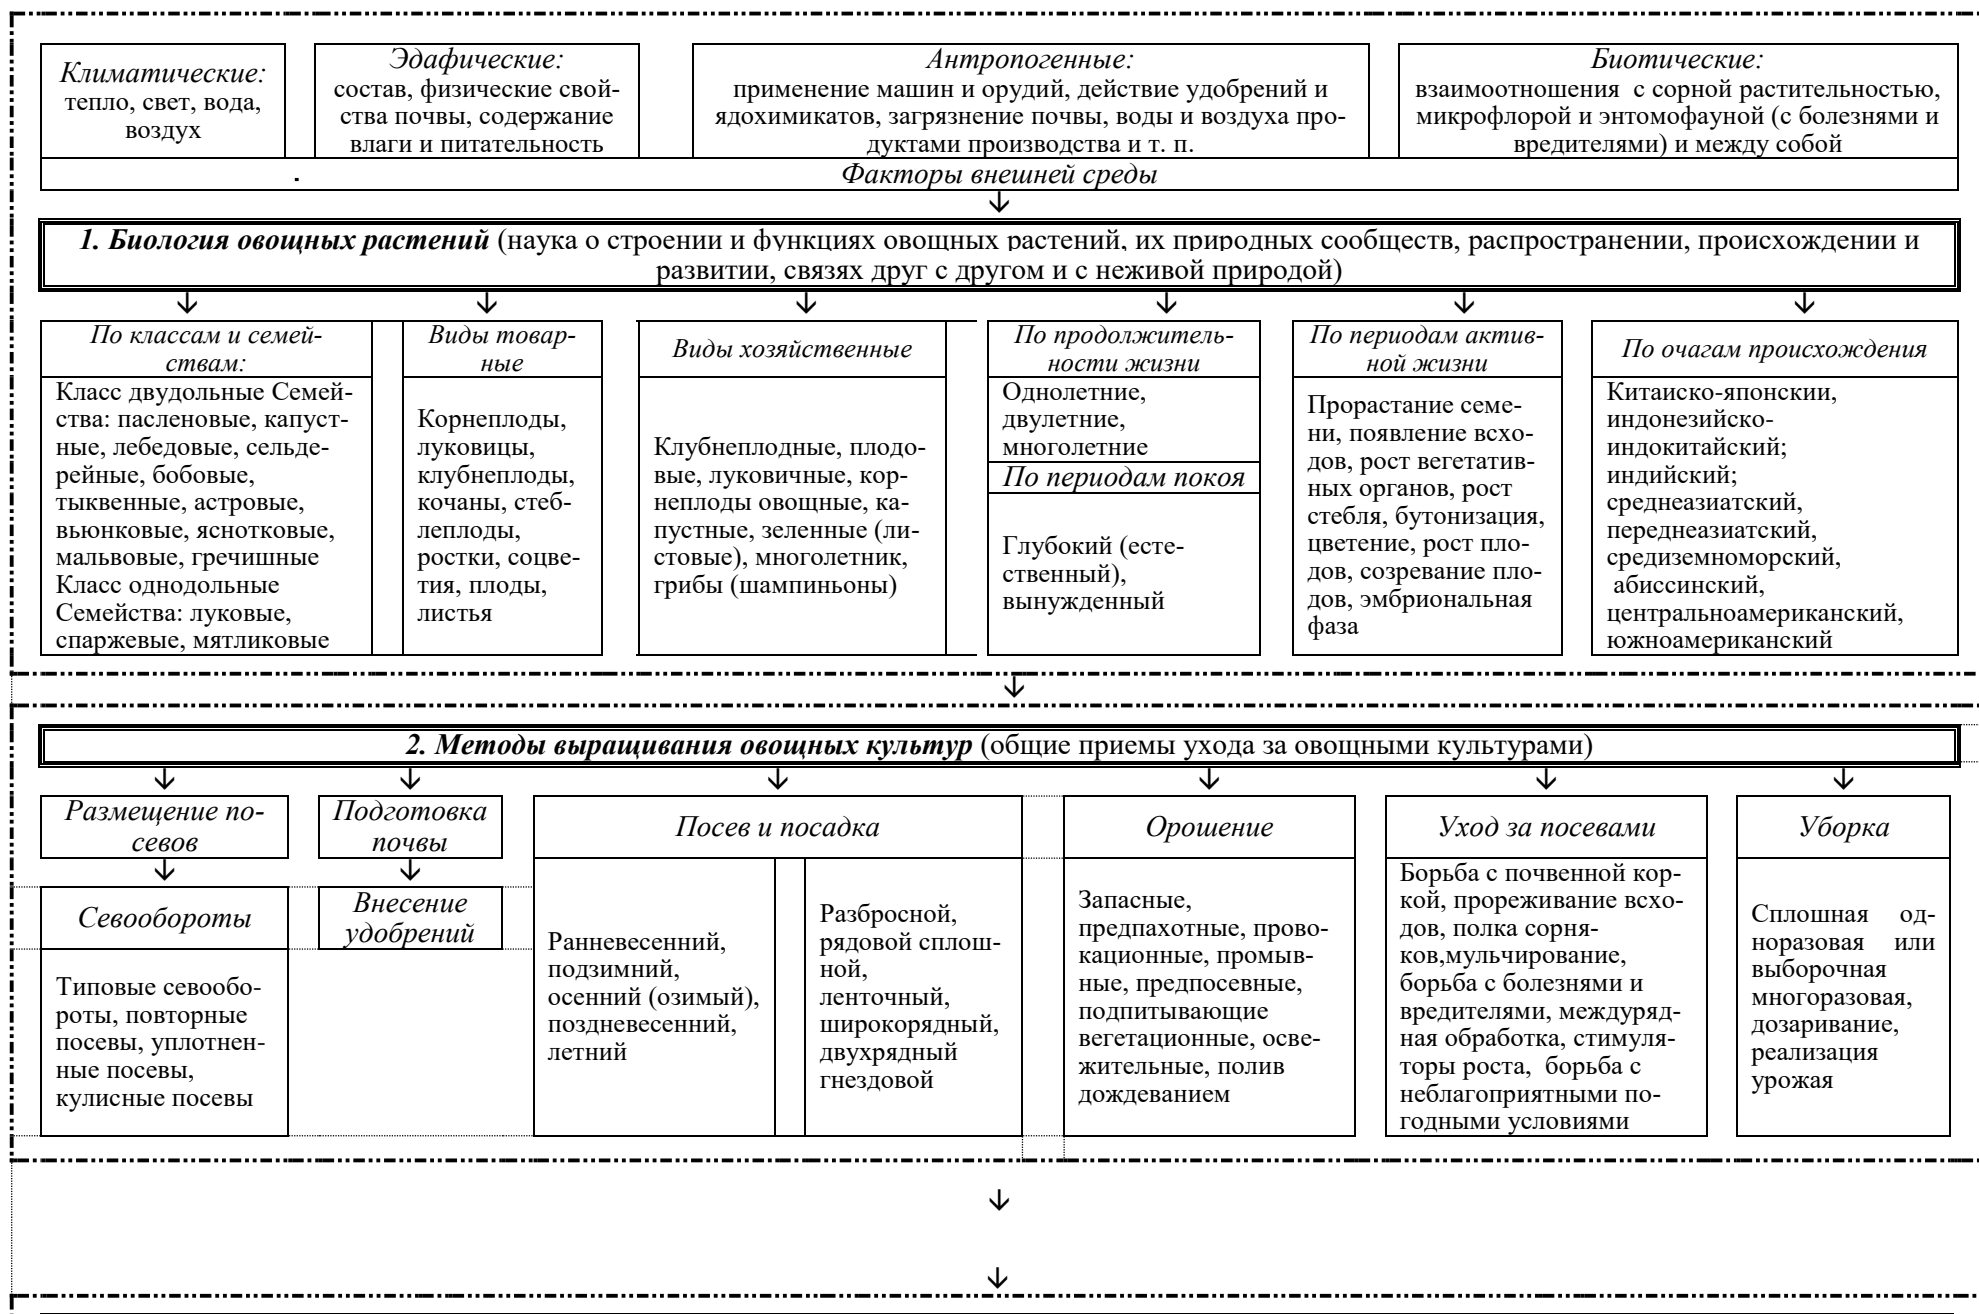 Климатические:
тепло, свет, вода,
воздух
Эдафические:
состав, физические свой-
ства почвы, содержание
влаги и питательность
Антропогенные:
применение машин и орудий, действие удобрений и
ядохимикатов, загрязнение почвы, воды и воздуха про-
дуктами производства и т. п.
Биотические:
взаимоотношения с сорной растительностью,
микрофлорой и энтомофауной (с болезнями и
вредителями) и между собой
. Факторы внешней среды
1. Биология овощных растений (наука о строении и функциях овощных растений, их природных сообществ, распространении, происхождении и
развитии, связях друг с другом и с неживой природой)
По классам и семей-
ствам:
Класс двудольные Семей-
ства: пасленовые, капуст-
ные, лебедовые, сельде-
рейные, бобовые,
тыквенные, астровые,
вьюнковые, яснотковые,
мальвовые, гречишные
Класс однодольные
Семейства: луковые,
спаржевые, мятликовые
Виды товар-
ные
Корнеплоды,
луковицы,
клубнеплоды,
кочаны, стеб-
леплоды,
ростки, соцве-
тия, плоды,
листья
Виды хозяйственные
Клубнеплодные, плодо-
вые, луковичные, кор-
неплоды овощные, ка-
пустные, зеленные (ли-
стовые), многолетник,
грибы (шампиньоны)
По продолжитель-
ности жизни
Однолетние,
двулетние,
многолетние
По периодам покоя
Глубокий (есте-
ственный),
вынужденный
По периодам актив-
ной жизни
Прорастание семе-
ни, появление всхо-
дов, рост вегетатив-
ных органов, рост
стебля, бутонизация,
цветение, рост пло-
дов, созревание пло-
дов, эмбриональная
фаза
По очагам происхождения
Китаиско-японскии,
индонезийско-
индокитайский;
индийский;
среднеазиатский,
переднеазиатский,
средиземноморский,
абиссинский,
центральноамериканский,
южноамериканский
2. Методы выращивания овощных культур (общие приемы ухода за овощными культурами)
Размещение по-
севов
Севообороты
Типовые севообо-
роты, повторные
посевы, уплотнен-
ные посевы,
кулисные посевы
Подготовка
почвы
Внесение
удобрений
Посев и посадка
Ранневесенний,
подзимний,
осенний (озимый),
поздневесенний,
летний
Разбросной,
рядовой сплош-
ной,
ленточный,
широкорядный,
двухрядный
гнездовой
Орошение
Запасные,
предпахотные, прово-
кационные, промыв-
ные, предпосевные,
подпитывающие
вегетационные, осве-
жительные, полив
дождеванием
Уход за посевами
Борьба с почвенной кор-
кой, прореживание всхо-
дов, полка сорня-
ков,мульчирование,
борьба с болезнями и
вредителями, междуряд-
ная обработка, стимуля-
торы роста, борьба с
неблагоприятными по-
годными условиями
Уборка
Сплошная од-
норазовая или
выборочная
многоразовая,
дозаривание,
реализация
урожая